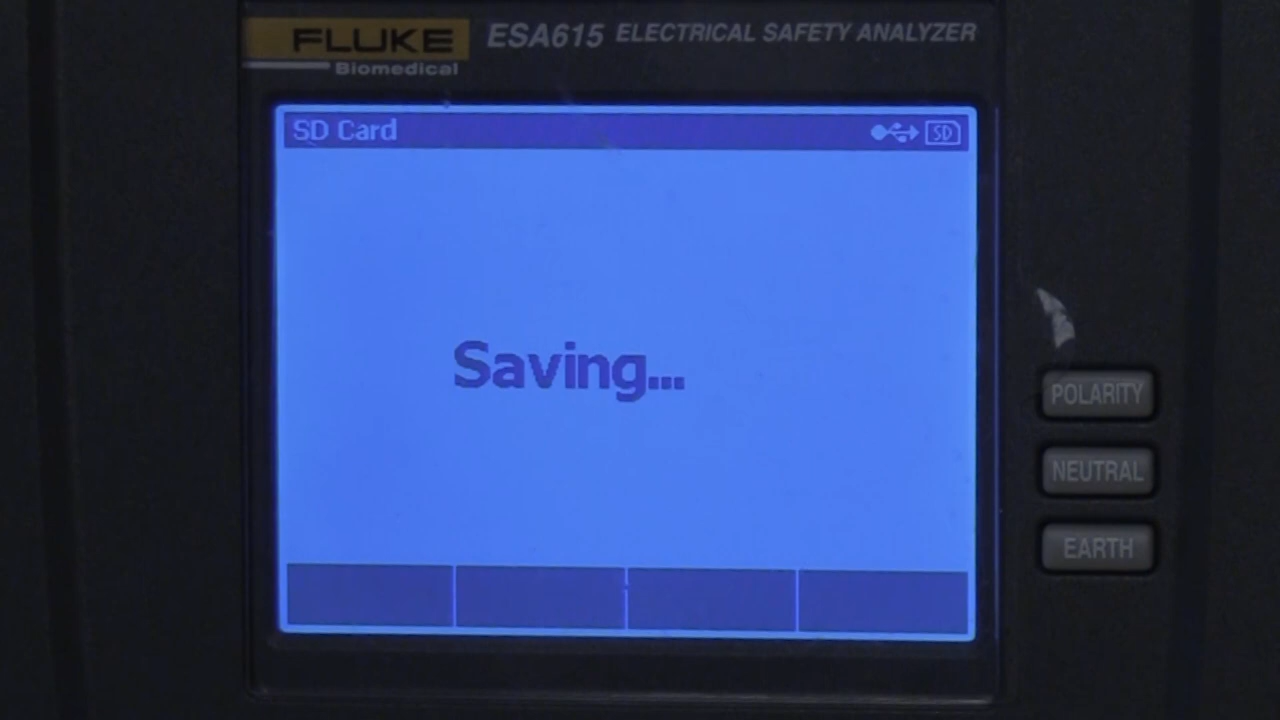 FLUKE
Biomedical
ESA615 ELECTRICAL SAFETY ANALYZER
SD Card
SD
Saving...
POLARITY
NEUTRAL
EARTH